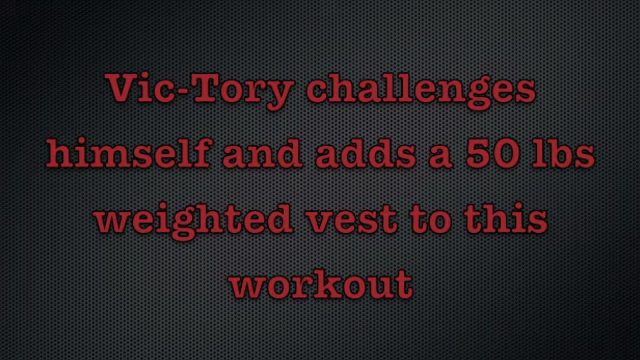 Vic-Tory challenges
himself and adds a 50 lbs
weighted vest to this
workout